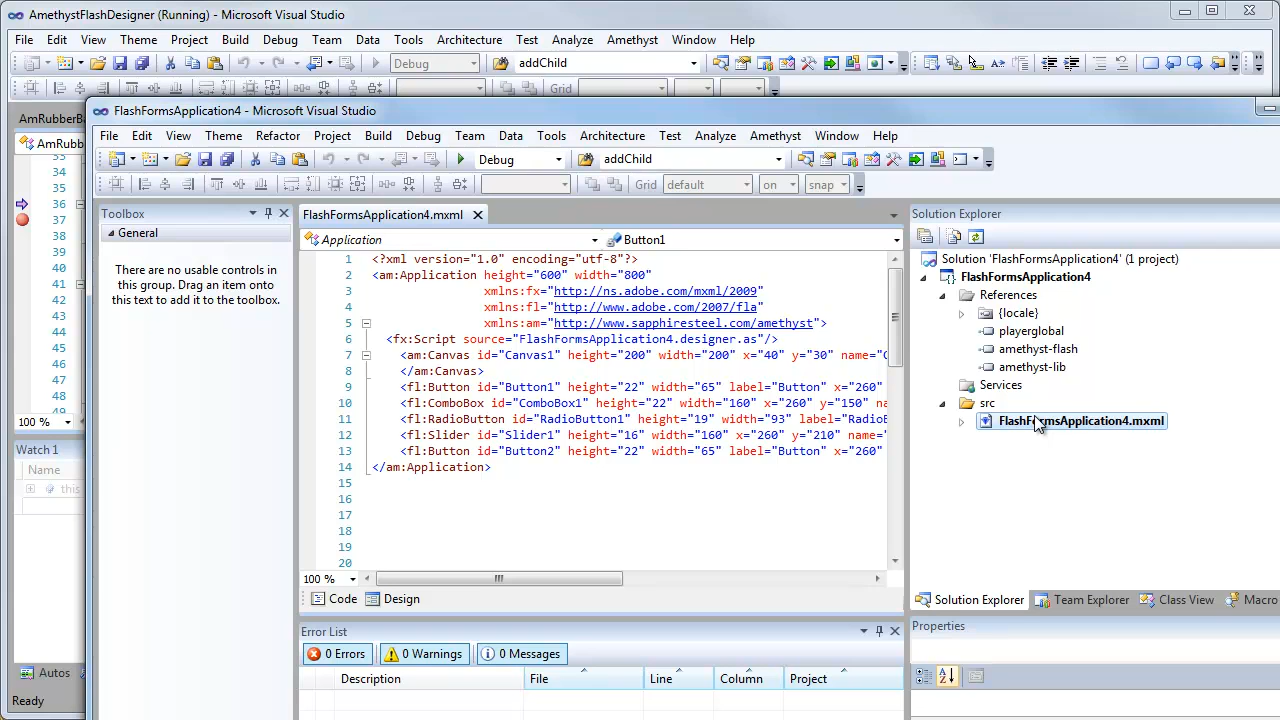 AmethystFlashDesigner (Running) - Microsoft Visual Studio
File Edit View Theme Project Build Debug Team Data Tools Architecture Test Analyze Amethyst Window Help
Debug addChild
Grid
FlashFormsApplication4 - Microsoft Visual Studio
File Edit View Theme Refactor Project Build Debug Team Data Tools Architecture Test Analyze Amethyst Window Help
Debug addChild
Grid default on snap
AmRubberBa
AmRubb
33
34
35
36
37
38
39
40
41
42
43
44
45
46
47
48
49
100 %
Watch 1
Name
this
Autos
Ready
Toolbox
General
There are no usable controls in
this group. Drag an item onto
this text to add it to the toolbox.
FlashFormsApplication4.mxml
Application Button1
1 <?xml version="1.0" encoding="utf-8"?>
2 <am:Application height="600" width="800"
3 xmlns:fx="http://ns.adobe.com/mxml/2009"
4 xmlns:fl="http://www.adobe.com/2007/fla"
5 xmlns:am="http://www.sapphiresteel.com/amethyst">
6 <fx:Script source="FlashFormsApplication4.designer.as"/>
7 <am:Canvas id="Canvas1" height="200" width="200" x="40" y="30" name="C
8 </am:Canvas>
9 <fl:Button id="Button1" height="22" width="65" label="Button" x="260"
10 <fl:ComboBox id="ComboBox1" height="22" width="160" x="260" y="150" n
11 <fl:RadioButton id="RadioButton1" height="19" width="93" label="RadioB
12 <fl:Slider id="Slider1" height="16" width="160" x="260" y="210" name="
13 <fl:Button id="Button2" height="22" width="65" label="Button" x="260"
14 </am:Application>
15
16
17
18
19
20
100 %
Code Design
Error List
0 Errors 0 Warnings 0 Messages
Description File Line Column Project
Solution Explorer
Solution 'FlashFormsApplication4' (1 project)
FlashFormsApplication4
References
{locale}
playerglobal
amethyst-flash
amethyst-lib
Services
src
FlashFormsApplication4.mxml
Solution Explorer Team Explorer Class View Macro
Properties